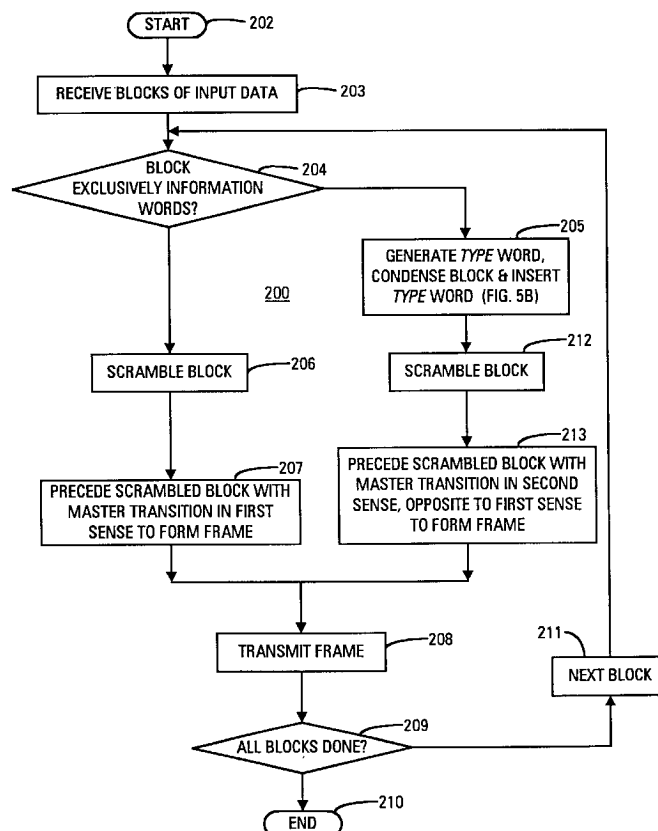 START
202
RECEIVE BLOCKS OF INPUT DATA
203
BLOCK
EXCLUSIVELY INFORMATION
WORDS?
204
205
GENERATE TYPE WORD,
CONDENSE BLOCK & INSERT
TYPE WORD (FIG. 5B)
200
212
SCRAMBLE BLOCK
206
SCRAMBLE BLOCK
213
207
PRECEDE SCRAMBLED BLOCK WITH
MASTER TRANSITION IN FIRST
SENSE TO FORM FRAME
PRECEDE SCRAMBLED BLOCK WITH
MASTER TRANSITION IN SECOND
SENSE, OPPOSITE TO FIRST SENSE
TO FORM FRAME
TRANSMIT FRAME
208
211
NEXT BLOCK
209
ALL BLOCKS DONE?
END
210